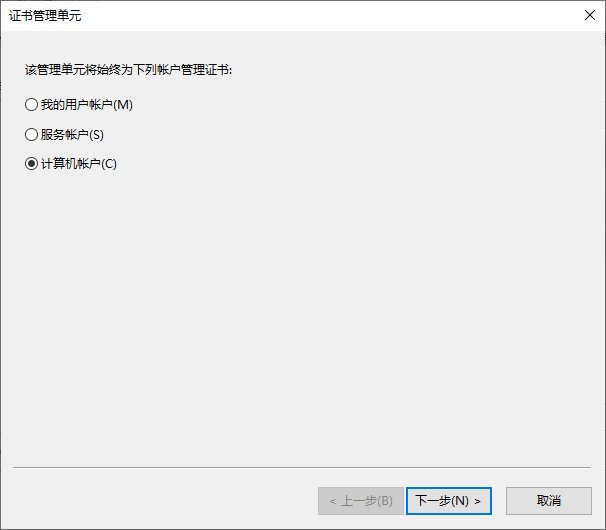 证书管理单元
该管理单元将始终为下列帐户管理证书:
我的用户帐户(M)
服务帐户(S)
计算机帐户(C)
< 上一步(B)
下一步(N) >
取消